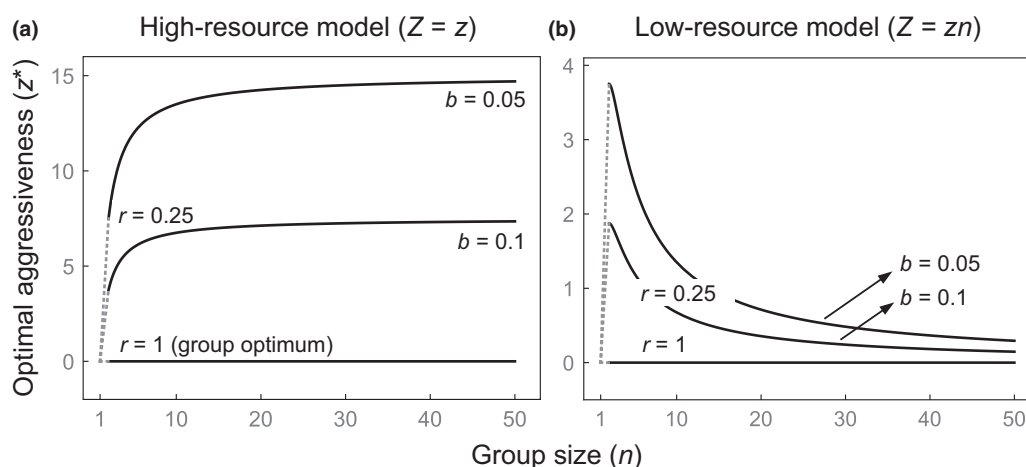 (a) High-resource model (Z = z)
(b) Low-resource model (Z = zn)
Optimal aggressiveness (z*)
15
10
5
0
b = 0.05
r = 0.25
b = 0.1
r = 1 (group optimum)
1 10 20 30 40 50
4
3
2
1
0
b = 0.05
b = 0.1
r = 0.25
r = 1
1 10 20 30 40 50
Group size (n)